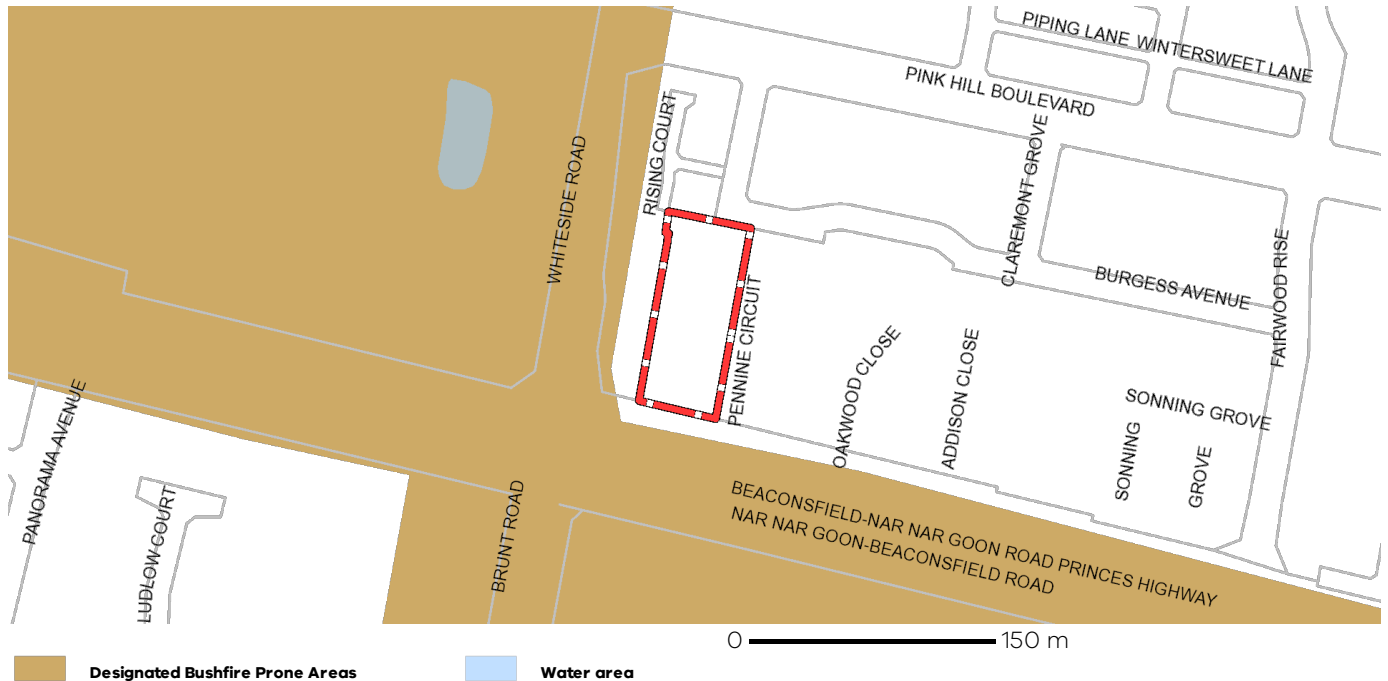 PIPING LANE WINTERSWEET LANE
PINK HILL BOULEVARD
RISING COURT
WHITESIDE ROAD
CLAREMONT GROVE
BURGESS AVENUE
FAIRWOOD RISE
PENNINE CIRCUIT
OAKWOOD CLOSE
ADDISON CLOSE
SONNING GROVE
SONNING
GROVE
PANORAMA AVENUE
LUDLOW COURT
BRUNT ROAD
BEACONSFIELD-NAR NAR GOON ROAD PRINCES HIGHWAY
NAR NAR GOON-BEACONSFIELD ROAD
0 150 m
Designated Bushfire Prone Areas
Water area